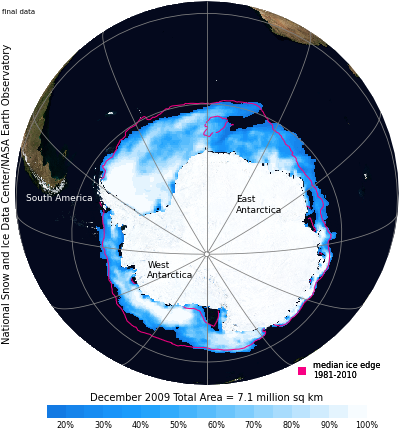 final data
National Snow and Ice Data Center/NASA Earth Observatory
South America
East
Antarctica
West
Antarctica
median ice edge
1981-2010
December 2009 Total Area = 7.1 million sq km
20% 30% 40% 50% 60% 70% 80% 90% 100%